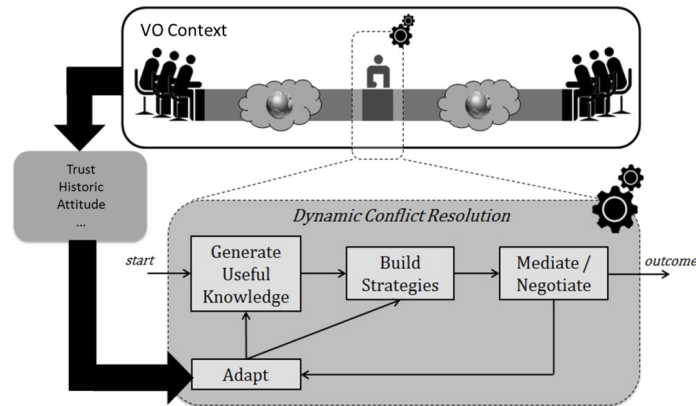 VO Context
Trust
Historic
Attitude
...
Dynamic Conflict Resolution
start
Generate
Useful
Knowledge
Build
Strategies
Mediate /
Negotiate
outcome
Adapt